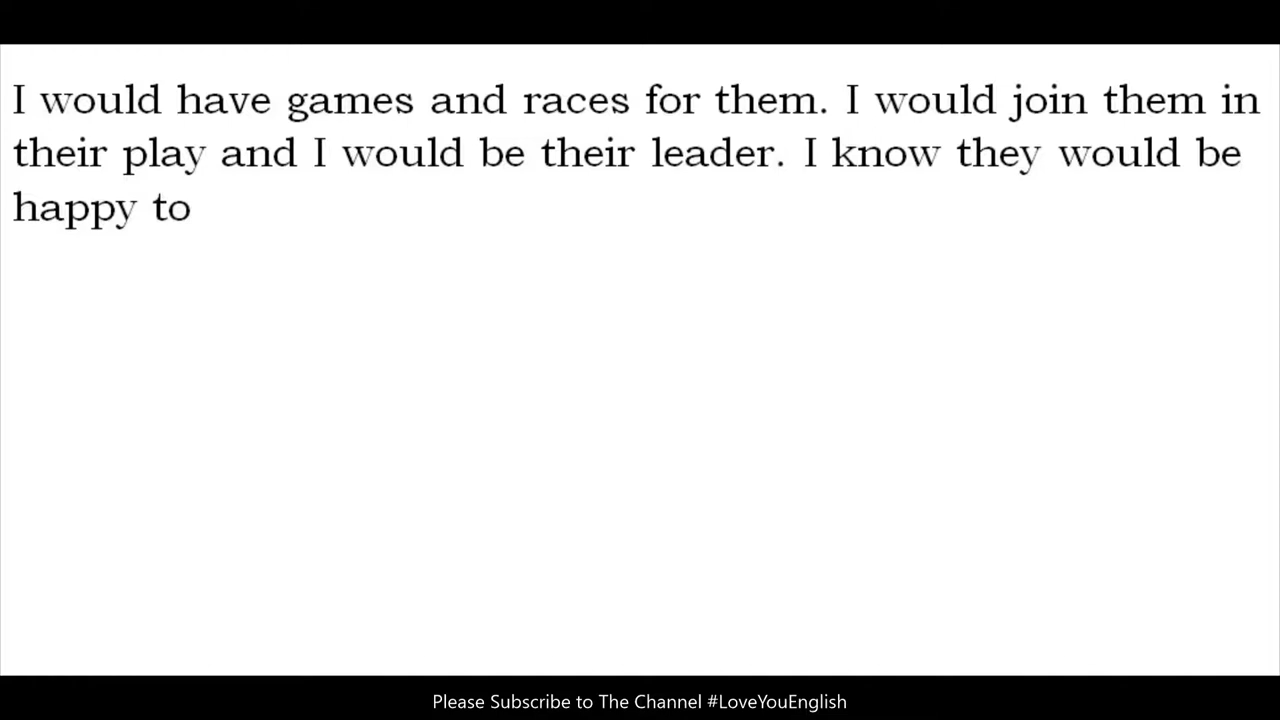 I would have games and races for them. I would join them in
their play and I would be their leader. I know they would be
happy to
Please Subscribe to The Channel #LoveYouEnglish